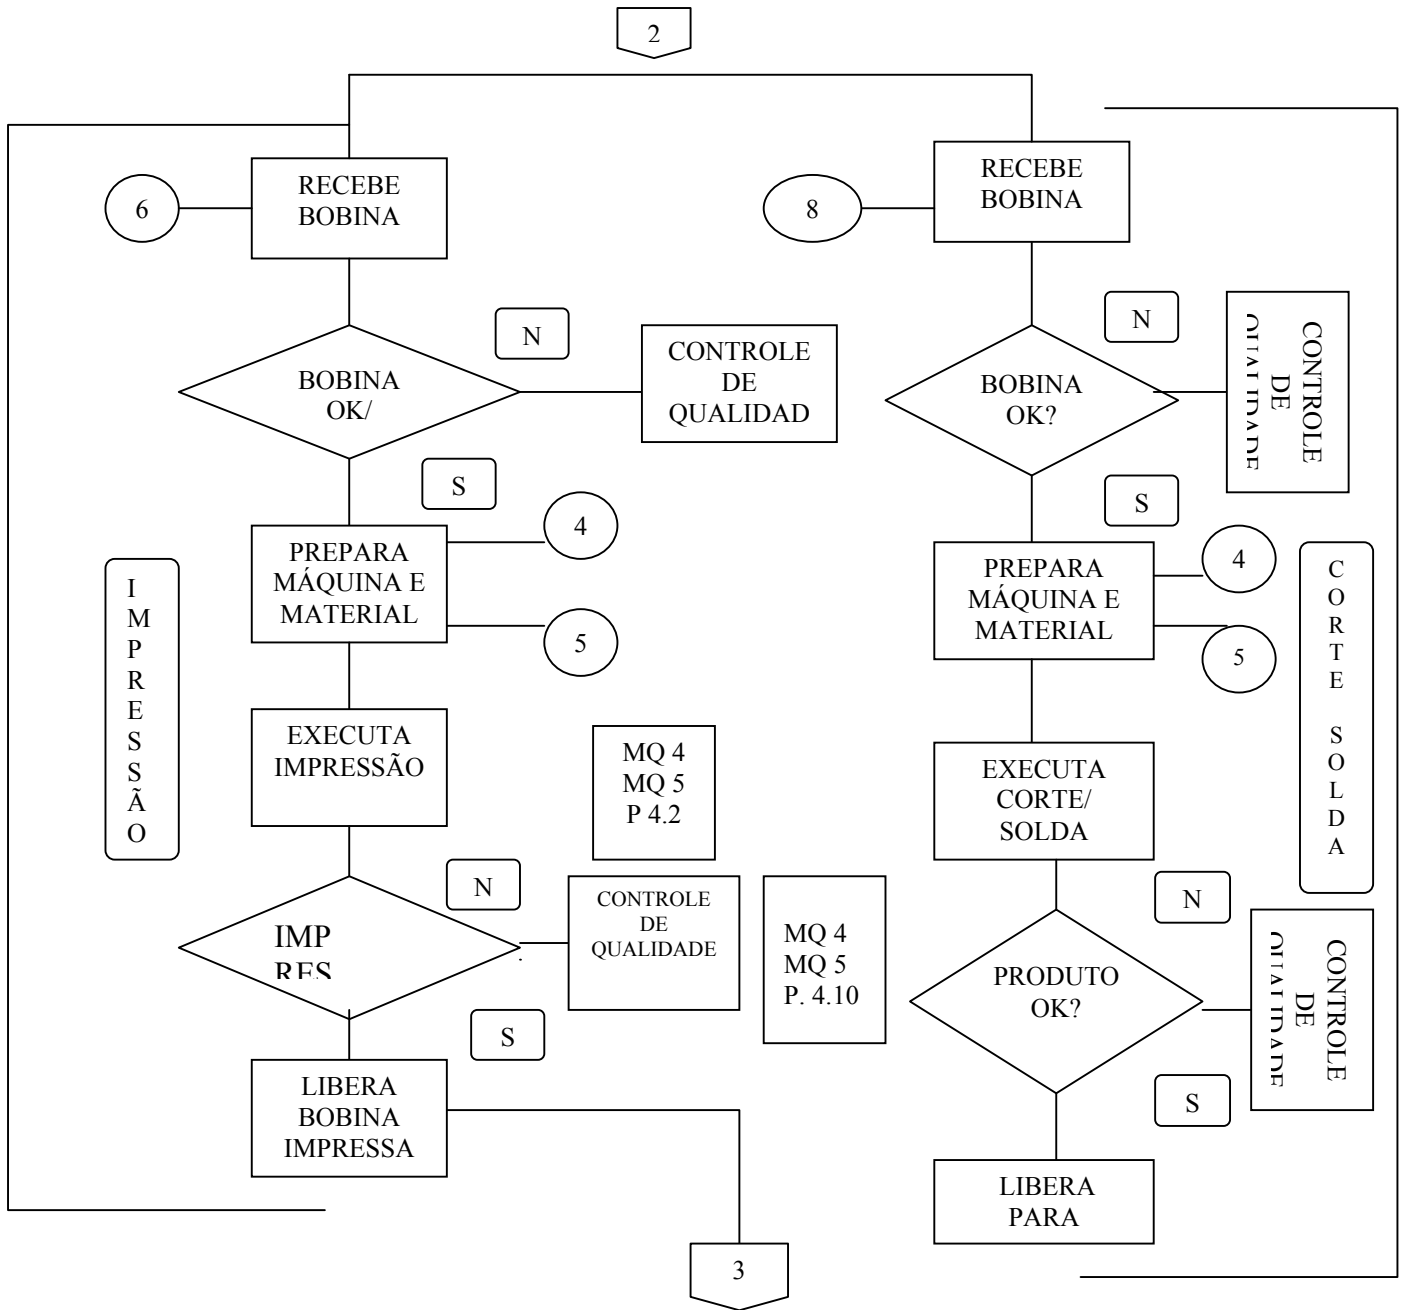 2
RECEBE
BOBINA
6
N
BOBINA
OK/
CONTROLE
DE
QUALIDAD
S
4
PREPARA
MÁQUINA E
MATERIAL
5
I
M
P
R
E
S
S
Ã
O
EXECUTA
IMPRESSÃO
MQ 4
MQ 5
P 4.2
N
CONTROLE
DE
QUALIDADE
IMP
RES
.
S
MQ 4
MQ 5
P. 4.10
LIBERA
BOBINA
IMPRESSA
3
RECEBE
BOBINA
8
N
CONTROLE
DE
QUALIDADE
BOBINA
OK?
S
4
PREPARA
MÁQUINA E
MATERIAL
5
C
O
R
T
E
S
O
L
D
A
EXECUTA
CORTE/
SOLDA
N
CONTROLE
DE
QUALIDADE
PRODUTO
OK?
S
LIBERA
PARA